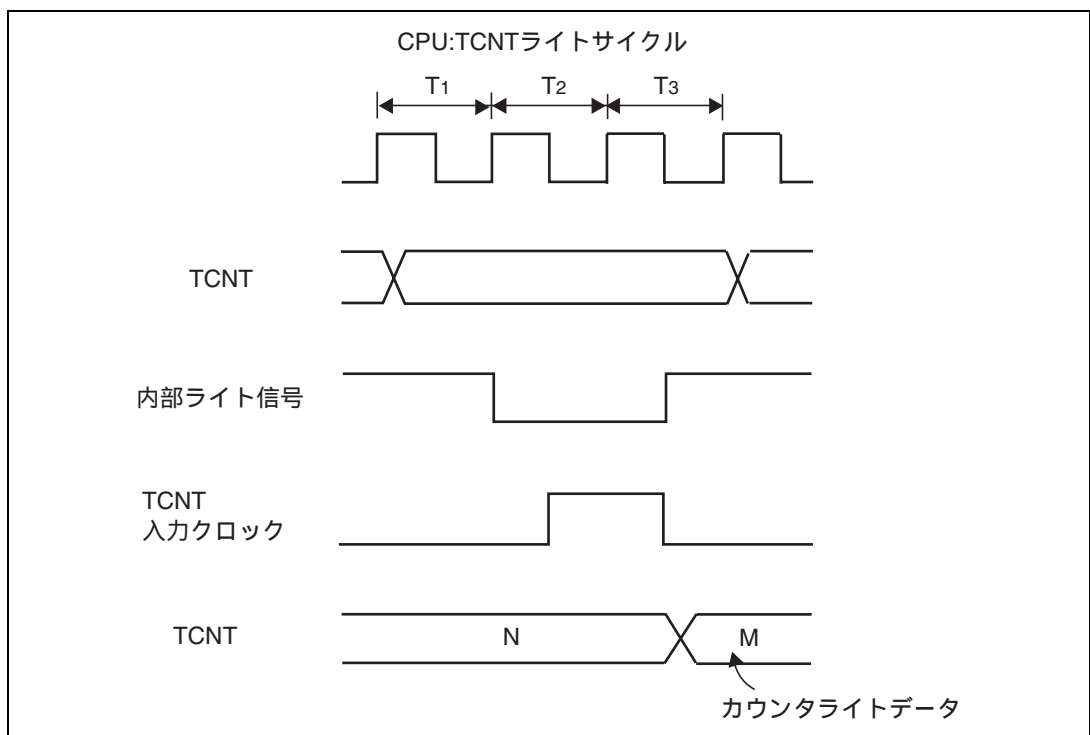 CPU:TCNTライトサイクル
T1
T2
T3
TCNT
内部ライト信号
TCNT
入力クロック
TCNT
N
M
カウンタライトデータ